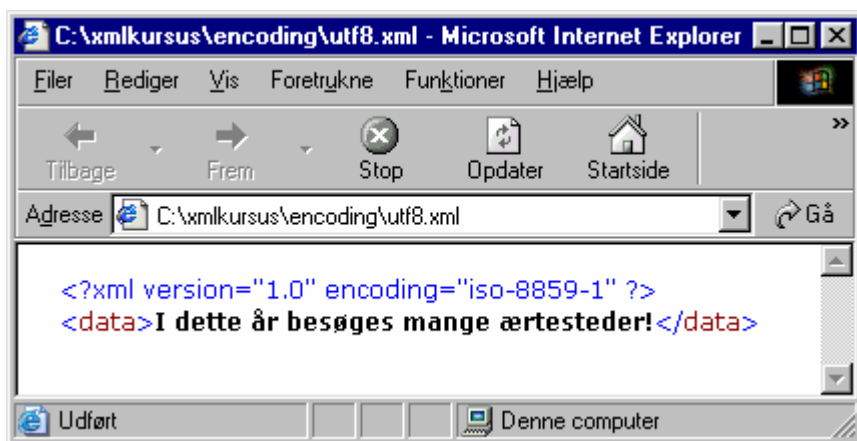 C:\xmlkursus\encoding\utf8.xml - Microsoft Internet Explorer
Filer Rediger Vis Foretrukne Funktioner Hjælp
»
Tilbage Frem Stop Opdater Startside
Adresse C:\xmlkursus\encoding\utf8.xml Gå
<?xml version="1.0" encoding="iso-8859-1" ?>
<data>I dette år besøges mange ærtesteder!</data>
Udført Denne computer